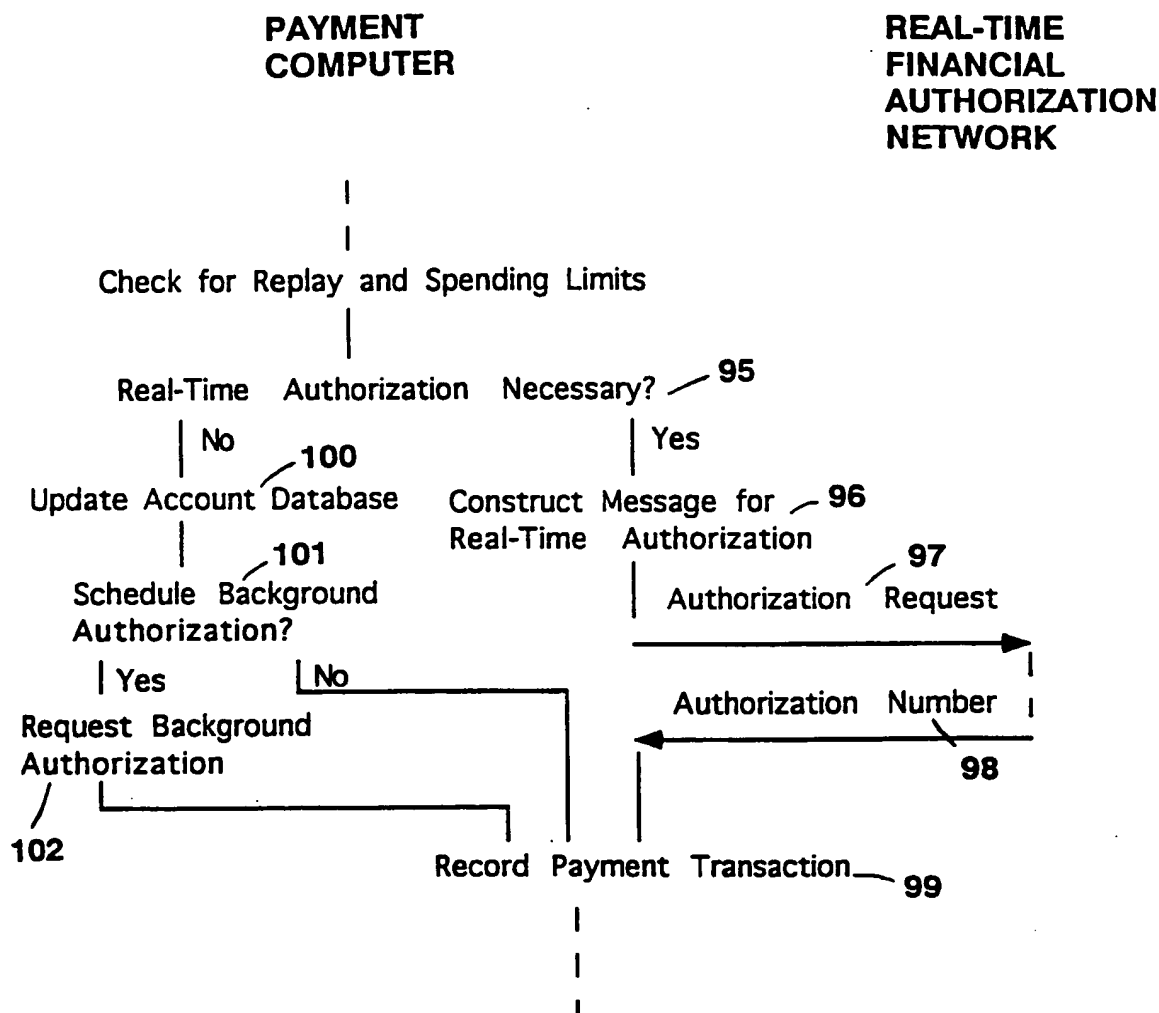 PAYMENT
COMPUTER
REAL-TIME
FINANCIAL
AUTHORIZATION
NETWORK
Check for Replay and Spending Limits
Real-Time Authorization Necessary?
95
No
Yes
100
Update Account Database
Construct Message for
Real-Time Authorization
96
101
Schedule Background
Authorization?
97
Authorization Request
Yes
No
Authorization Number
98
Request Background
Authorization
102
Record Payment Transaction
99